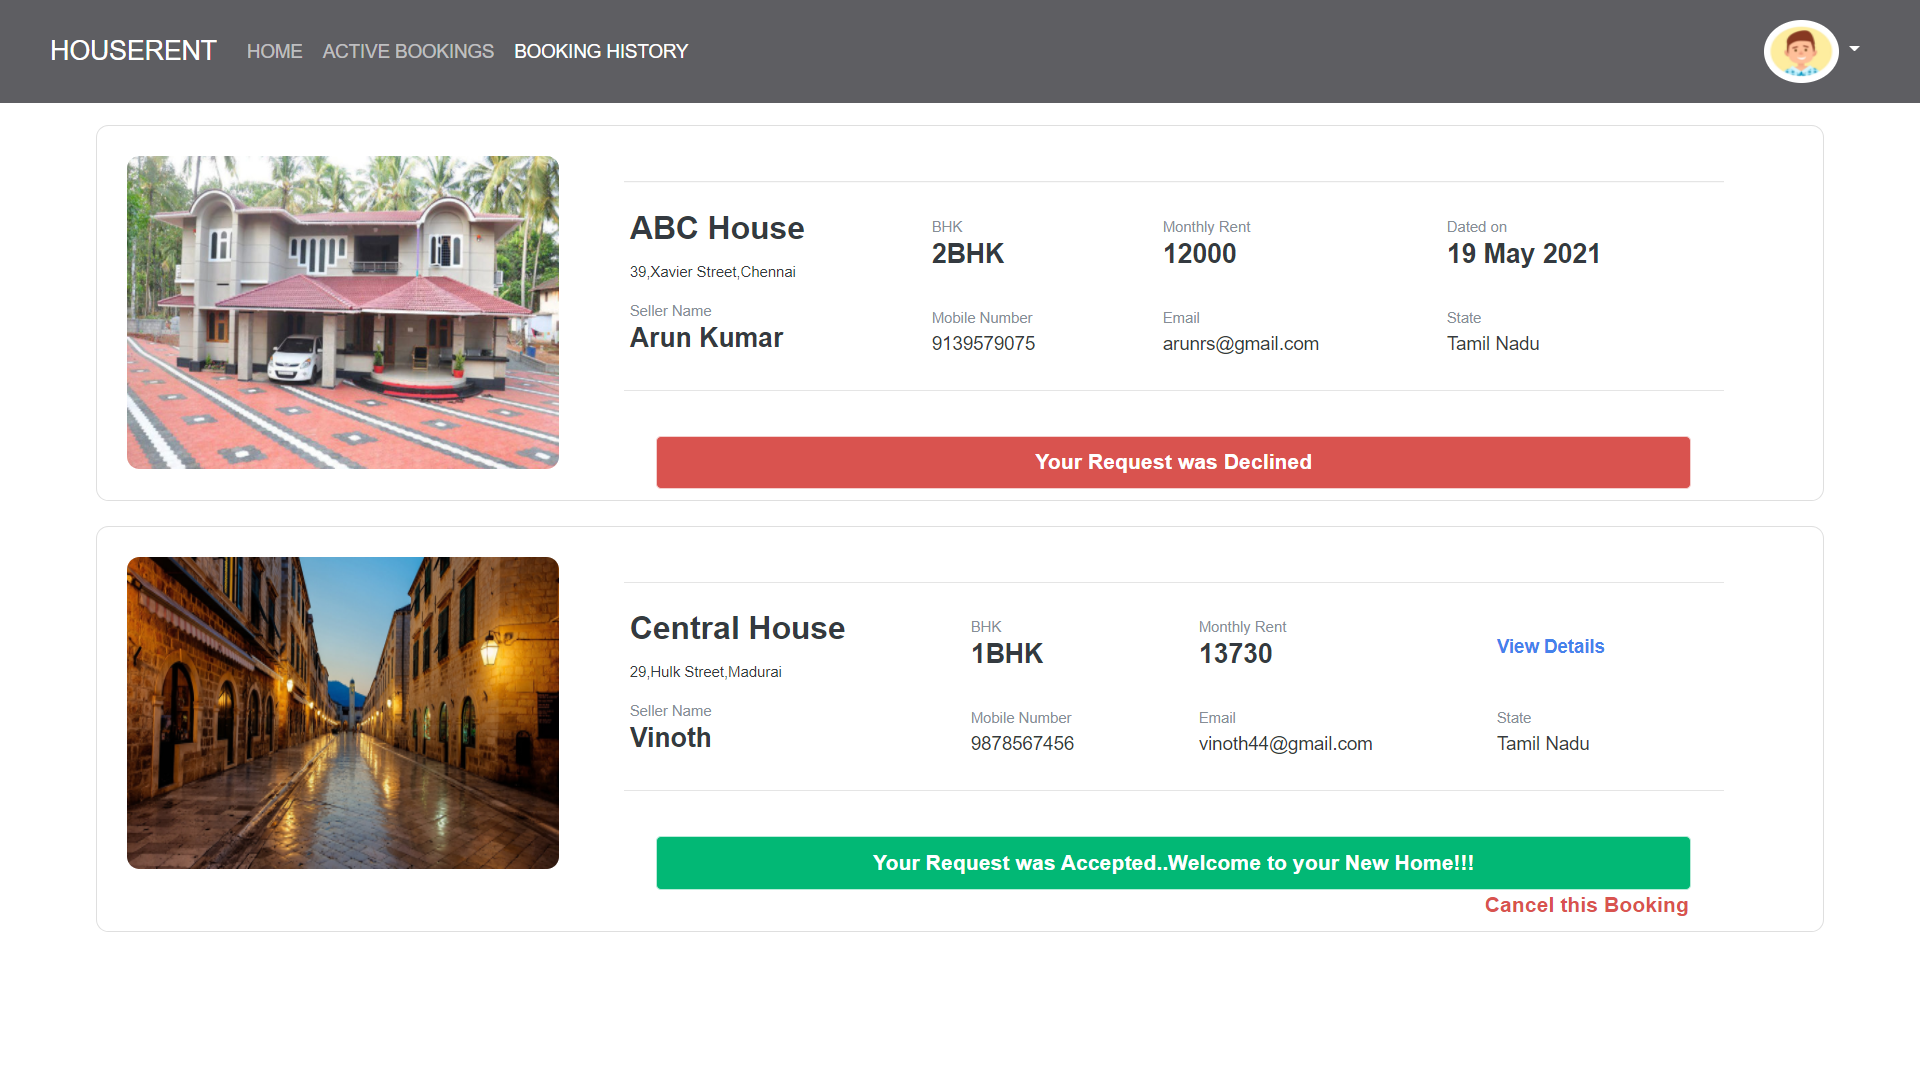 HOUSERENT HOME ACTIVE BOOKINGS BOOKING HISTORY
ABC House
39,Xavier Street,Chennai
BHK
2BHK
Monthly Rent
12000
Dated on
19 May 2021
Seller Name
Arun Kumar
Mobile Number
9139579075
Email
arunrs@gmail.com
State
Tamil Nadu
Your Request was Declined
Central House
29,Hulk Street,Madurai
BHK
1BHK
Monthly Rent
13730
View Details
Seller Name
Vinoth
Mobile Number
9878567456
Email
vinoth44@gmail.com
State
Tamil Nadu
Your Request was Accepted..Welcome to your New Home!!!
Cancel this Booking